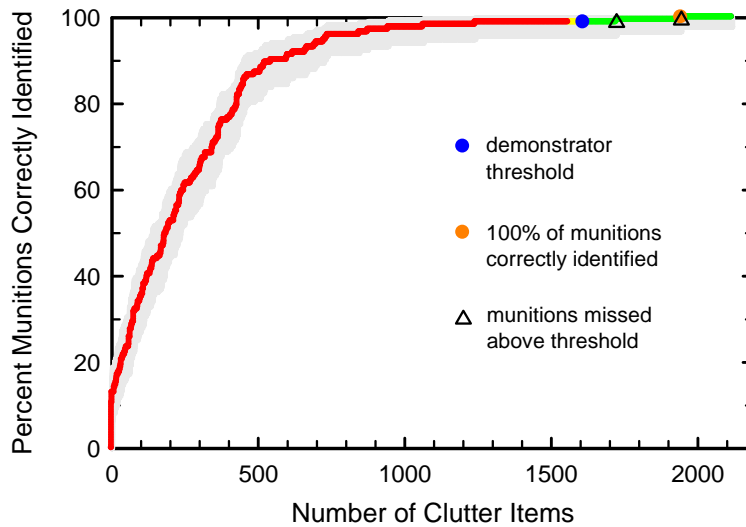 Percent Munitions Correctly Identified
100
80
60
40
20
0
demonstrator
threshold
100% of munitions
correctly identified
munitions missed
above threshold
0 500 1000 1500 2000
Number of Clutter Items